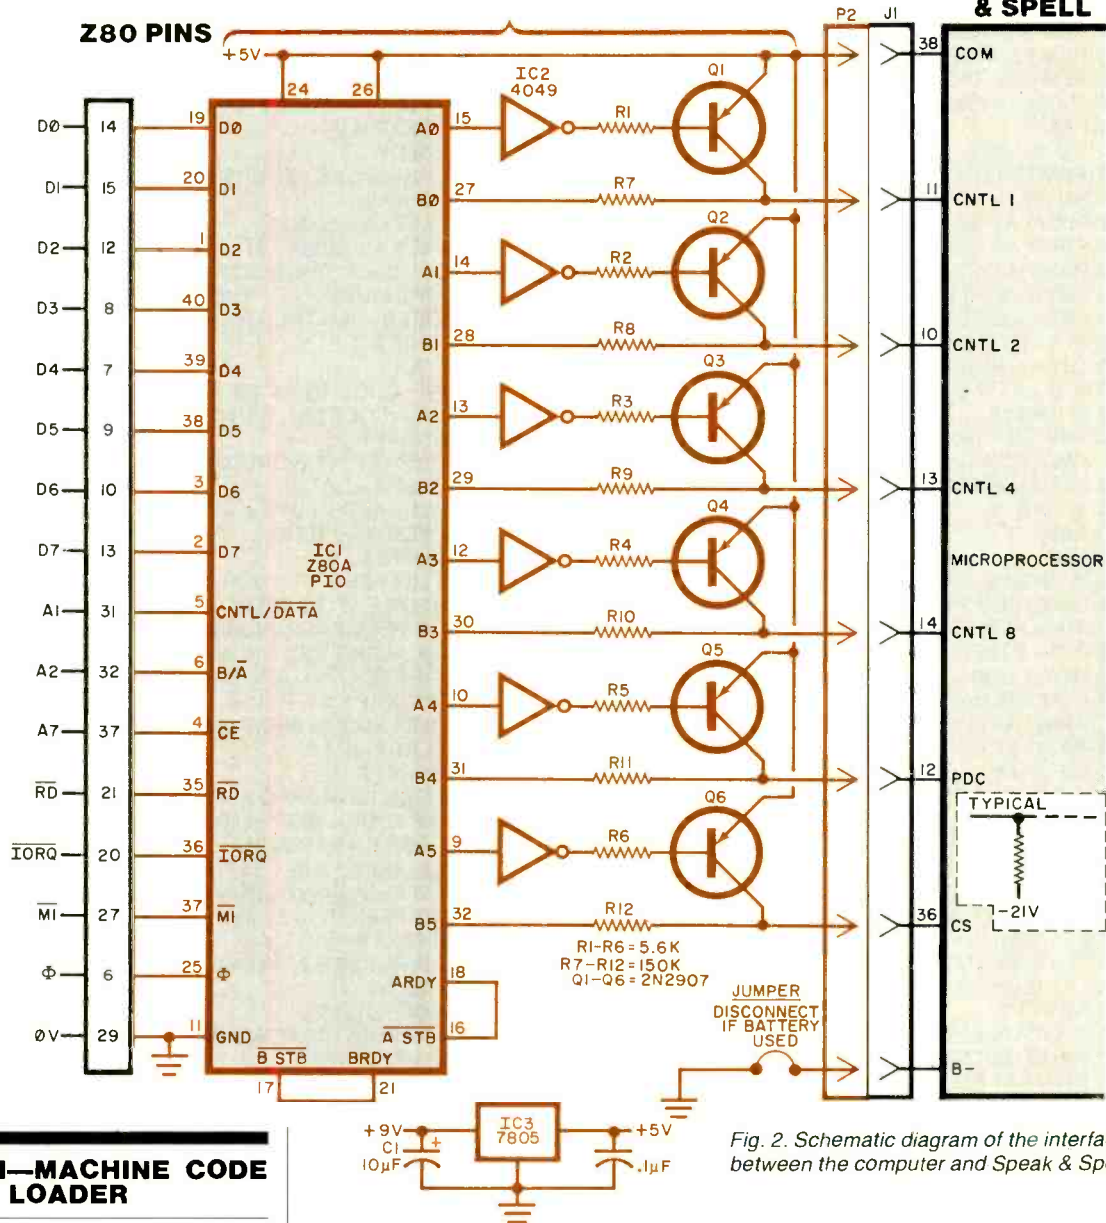 & SPELL
Z80 PINS
+5V
P2
J1
24
26
IC2
4049
Q1
38
COM
DØ
14
19
DØ
AØ
15
R1
D1
15
20
D1
BØ
27
R7
11
CNTL 1
Q2
D2
12
1
D2
A1
14
R2
D3
8
40
D3
B1
28
R8
10
CNTL 2
Q3
D4
7
39
D4
A2
13
R3
D5
9
38
D5
B2
29
R9
13
CNTL 4
Q4
D6
10
3
D6
D7
13
2
D7
IC1
Z80A
PIO
A3
12
R4
MICROPROCESSOR
A1
31
5
CNTL/DATA
B3
30
R10
14
CNTL 8
Q5
A2
32
6
B/A
A4
10
R5
A7
37
4
CE
B4
31
R11
12
PDC
Q6
TYPICAL
RD
21
35
RD
IORQ
20
36
IORQ
A5
9
R6
-21V
M1
27
37
M1
B5
32
R12
36
CS
R1-R6=5.6K
R7-R12=150K
Q1-Q6=2N2907
Φ
6
25
Φ
ARDY
18
JUMPER
DISCONNECT
IF BATTERY
USED
ØV
29
11
GND
A STB
16
B STB
BRDY
17
21
B-
+9V
C1
10µF
+
IC3
7805
+5V
.1µF
Fig. 2. Schematic diagram of the interfa
between the computer and Speak & Sp
I—MACHINE CODE
LOADER